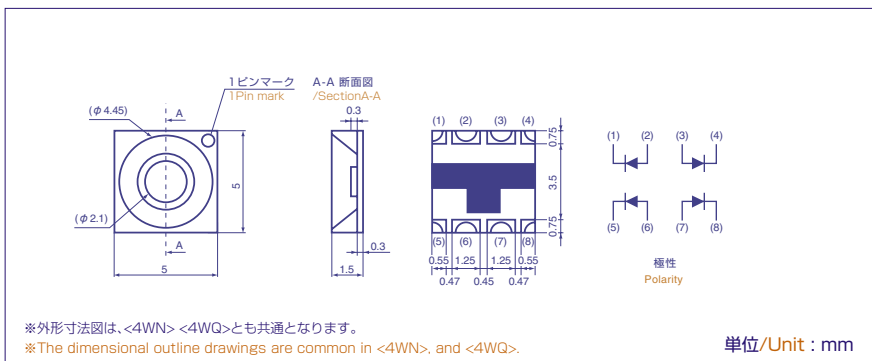 1ピンマーク
1Pin mark
A-A 断面図
/SectionA-A
(φ4.45)
A
(φ2.1)
A
5
5
0.3
0.3
1.5
(1) (2) (3) (4)
0.75
3.5
0.75
(5) (6) (7) (8)
0.55 1.25 1.25 0.55
0.47 0.45 0.47
(1) (2) (3) (4)
(5) (6) (7) (8)
極性
Polarity
※外形寸法図は、<4WN> <4WQ>とも共通となります。
※The dimensional outline drawings are common in <4WN>, and <4WQ>.
単位/Unit : mm